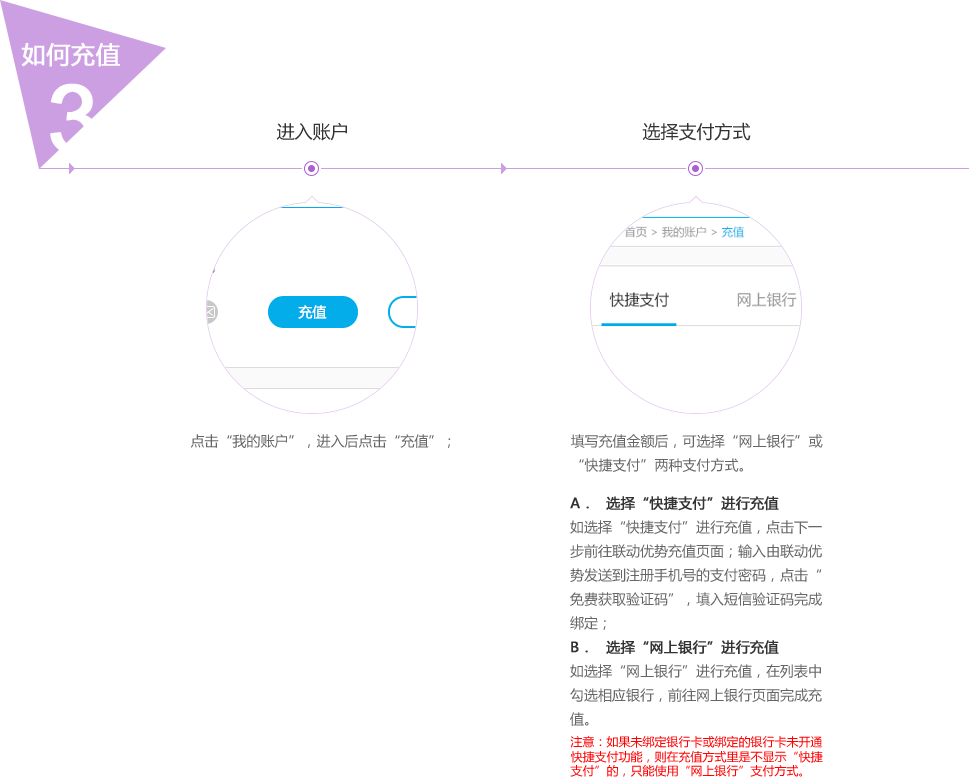 如何充值
3
进入账户
选择支付方式
充值
首页 > 我的账户 > 充值
快捷支付
网上银行
点击“我的账户”，进入后点击“充值”；
填写充值金额后，可选择“网上银行”或
“快捷支付”两种支付方式。
A． 选择“快捷支付”进行充值
如选择“快捷支付”进行充值，点击下一
步前往联动优势充值页面；输入由联动优
势发送到注册手机号的支付密码，点击“
免费获取验证码”，填入短信验证码完成
绑定；
B． 选择“网上银行”进行充值
如选择“网上银行”进行充值，在列表中
勾选相应银行，前往网上银行页面完成充
值。
注意：如果未绑定银行卡或绑定的银行卡未开通
快捷支付功能，则在充值方式里是不显示“快捷
支付”的，只能使用“网上银行”支付方式。